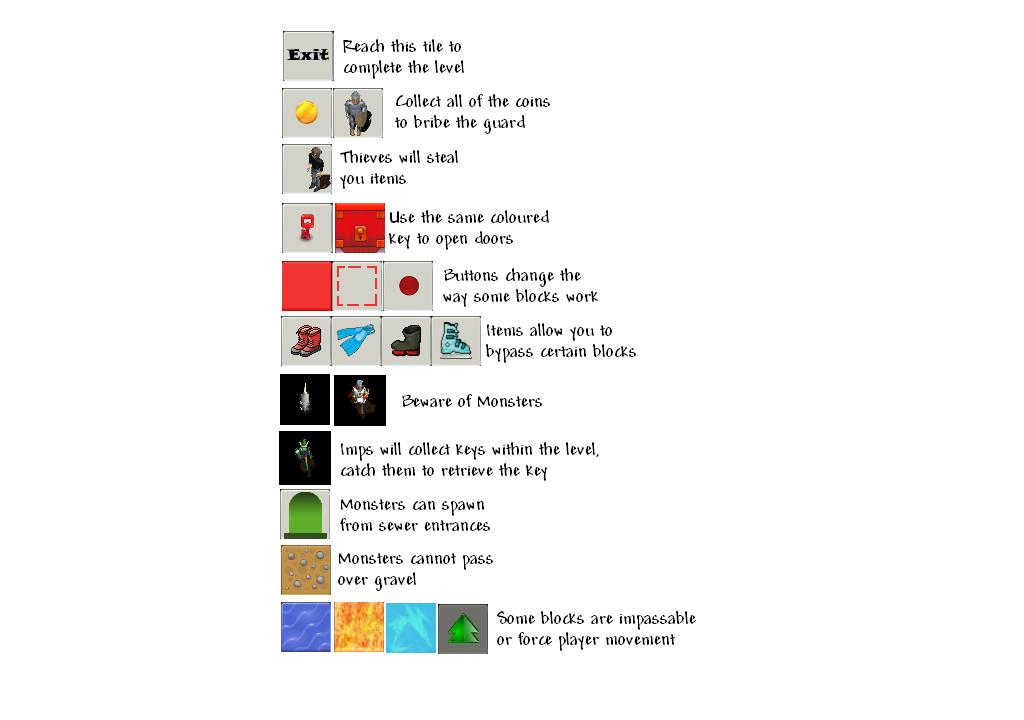 Exit
Reach this tile to
complete the level
Collect all of the coins
to bribe the guard
Thieves will steal
you items
Use the same coloured
key to open doors
Buttons change the
way some blocks work
Items allow you to
bypass certain blocks
Beware of Monsters
Imps will collect keys within the level,
catch them to retrieve the key
Monsters can spawn
from sewer entrances
Monsters cannot pass
over gravel
Some blocks are impassable
or force player movement